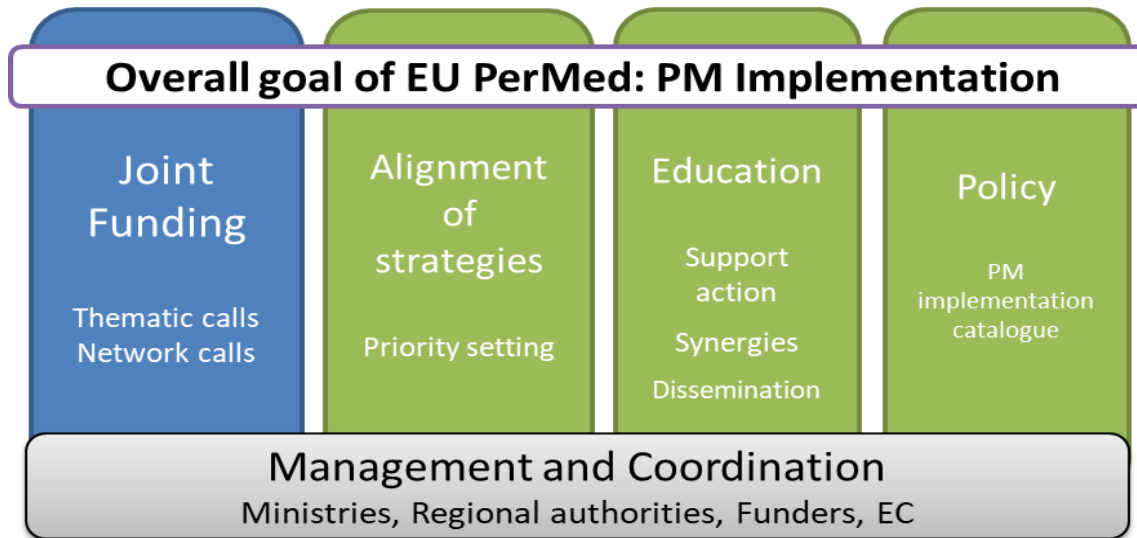 Overall goal of EU PerMed: PM Implementation
Joint
Funding
Thematic calls
Network calls
Alignment
of
strategies
Priority setting
Education
Support
action
Synergies
Dissemination
Policy
PM
implementation
catalogue
Management and Coordination
Ministries, Regional authorities, Funders, EC